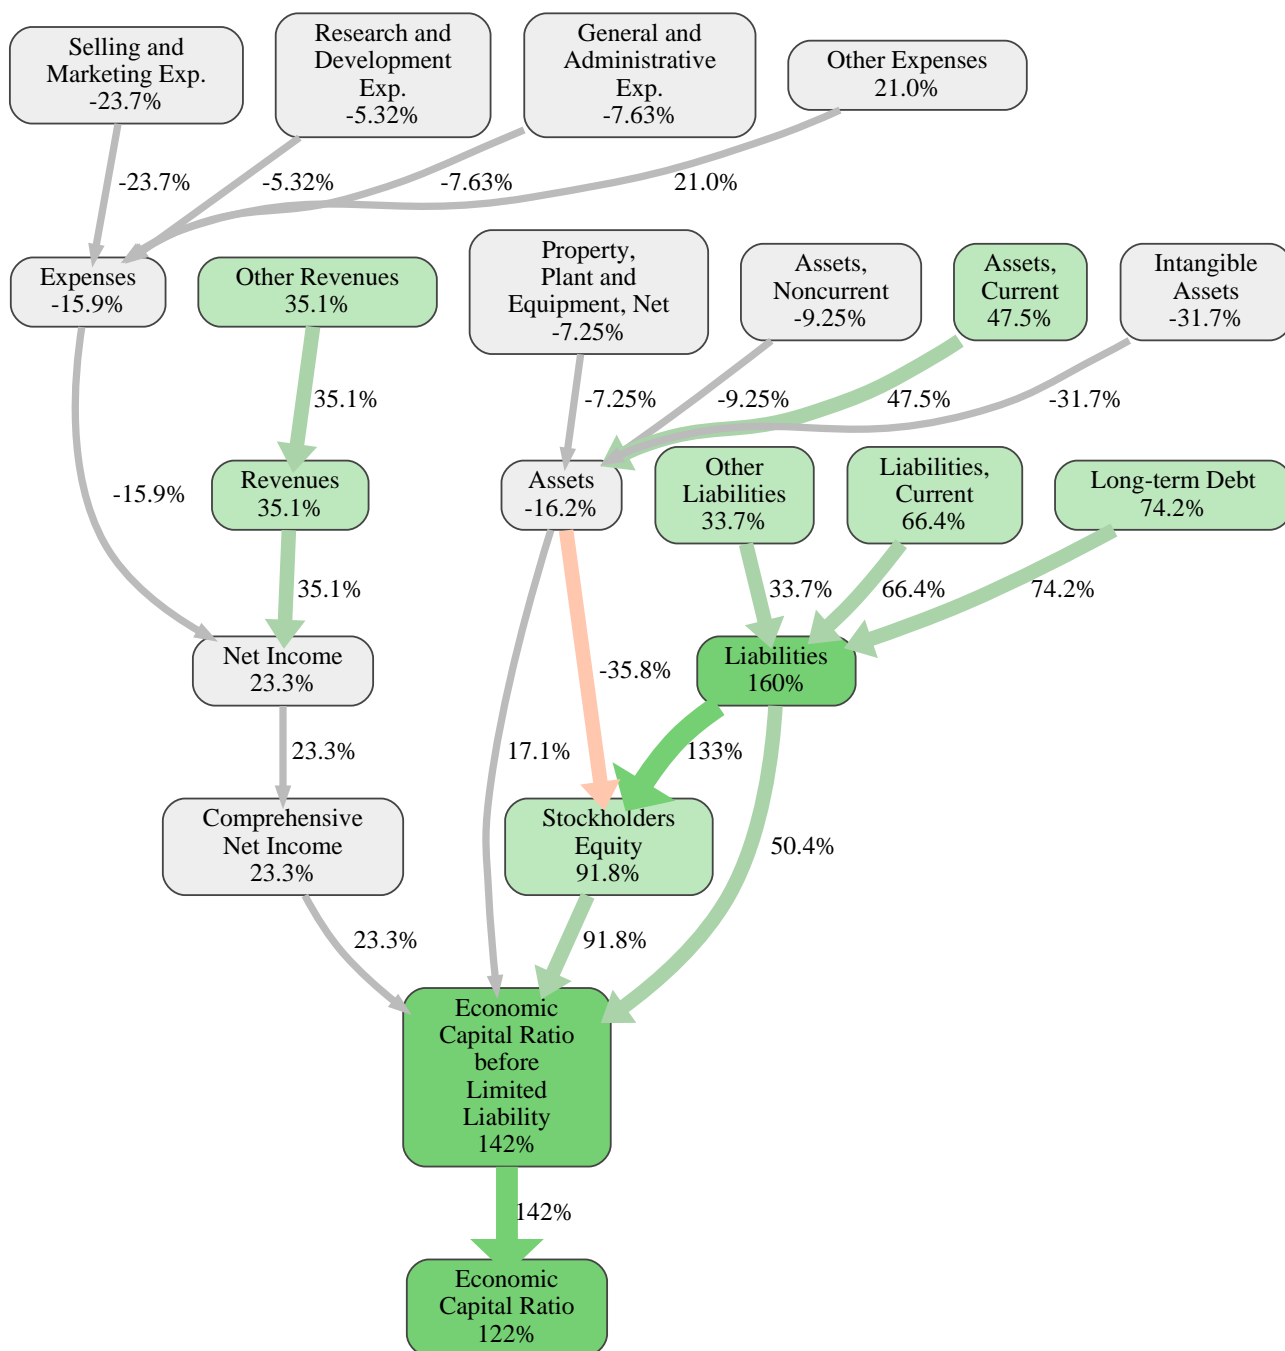 Selling and
Marketing Exp.
-23.7%
Research and
Development
Exp.
-5.32%
General and
Administrative
Exp.
-7.63%
Other Expenses
21.0%
-23.7%
-5.32%
-7.63%
21.0%
Expenses
-15.9%
Other Revenues
35.1%
Property,
Plant and
Equipment, Net
-7.25%
Assets,
Noncurrent
-9.25%
Assets,
Current
47.5%
Intangible
Assets
-31.7%
35.1%
-7.25%
-9.25%
47.5%
-31.7%
-15.9%
Revenues
35.1%
Assets
-16.2%
Other
Liabilities
33.7%
Liabilities,
Current
66.4%
Long-term Debt
74.2%
35.1%
33.7%
66.4%
74.2%
Net Income
23.3%
-35.8%
Liabilities
160%
23.3%
17.1%
133%
Comprehensive
Net Income
23.3%
Stockholders
Equity
91.8%
50.4%
23.3%
91.8%
Economic
Capital Ratio
before
Limited
Liability
142%
142%
Economic
Capital Ratio
122%